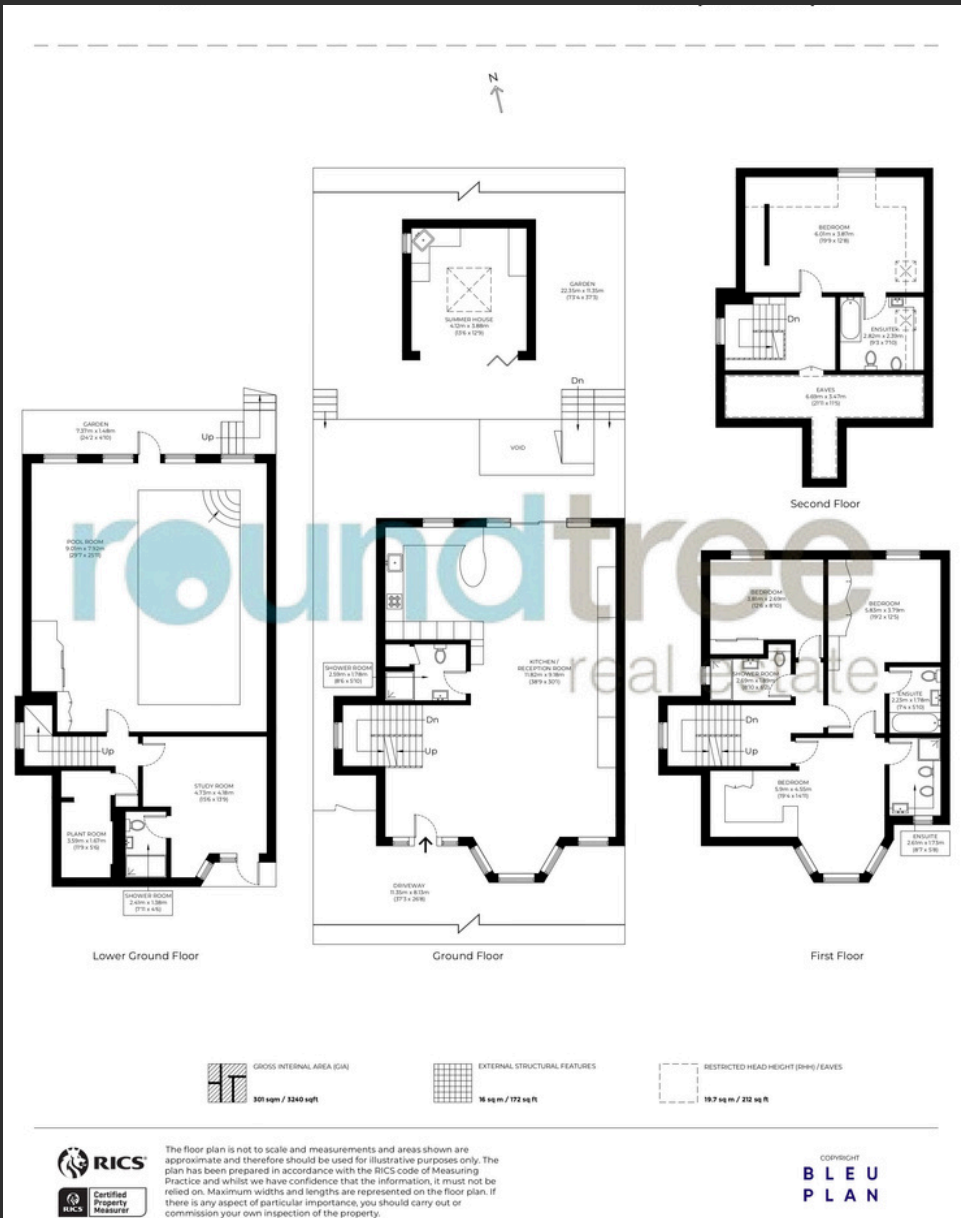 N
BEDROOM
6.01m x 3.87m
(19'9 x 12'8)
GARDEN
22.35m x 11.35m
(73'4 x 37'3)
SUMMER HOUSE
4.12m x 3.88m
(13'6 x 12'9)
Dn
ENSUITE
2.82m x 2.39m
(9'3 x 7'10)
Dn
EAVES
6.69m x 3.47m
(21'11 x 11'5)
GARDEN
7.37m x 1.48m
(24'2 x 4'10)
Up
VOID
Second Floor
roundtree
real estate
POOL ROOM
9.01m x 7.92m
(29'7 x 25'11)
BEDROOM
3.81m x 2.69m
(12'6 x 8'10)
BEDROOM
5.83m x 3.79m
(19'2 x 12'5)
SHOWER ROOM
2.59m x 1.78m
(8'6 x 5'10)
KITCHEN /
RECEPTION ROOM
11.82m x 9.18m
(38'9 x 30'1)
SHOWER ROOM
ENSUITE
2.23m x 1.78m
(7'4 x 5'10)
Up
Dn
Up
Dn
Up
STUDY ROOM
4.73m x 4.18m
(15'6 x 13'9)
BEDROOM
5.9m x 4.55m
(19'4 x 14'11)
PLANT ROOM
3.59m x 1.67m
(11'9 x 5'6)
ENSUITE
2.61m x 1.73m
(8'7 x 5'8)
SHOWER ROOM
2.41m x 1.38m
(7'11 x 4'6)
DRIVEWAY
11.35m x 8.13m
(37'3 x 26'8)
Lower Ground Floor
Ground Floor
First Floor
GROSS INTERNAL AREA (GIA)
301 sqm / 3240 sqft
EXTERNAL STRUCTURAL FEATURES
16 sq m / 172 sq ft
RESTRICTED HEAD HEIGHT (RHH) / EAVES
19.7 sq m / 212 sq ft
RICS
RICS
Certified
Property
Measurer
The floor plan is not to scale and measurements and areas shown are
approximate and therefore should be used for illustrative purposes only. The
plan has been prepared in accordance with the RICS code of Measuring
Practice and whilst we have confidence that the information, it must not be
relied on. Maximum widths and lengths are represented on the floor plan. If
there is any aspect of particular importance, you should carry out or
commission your own inspection of the property.
COPYRIGHT
BLEU
PLAN